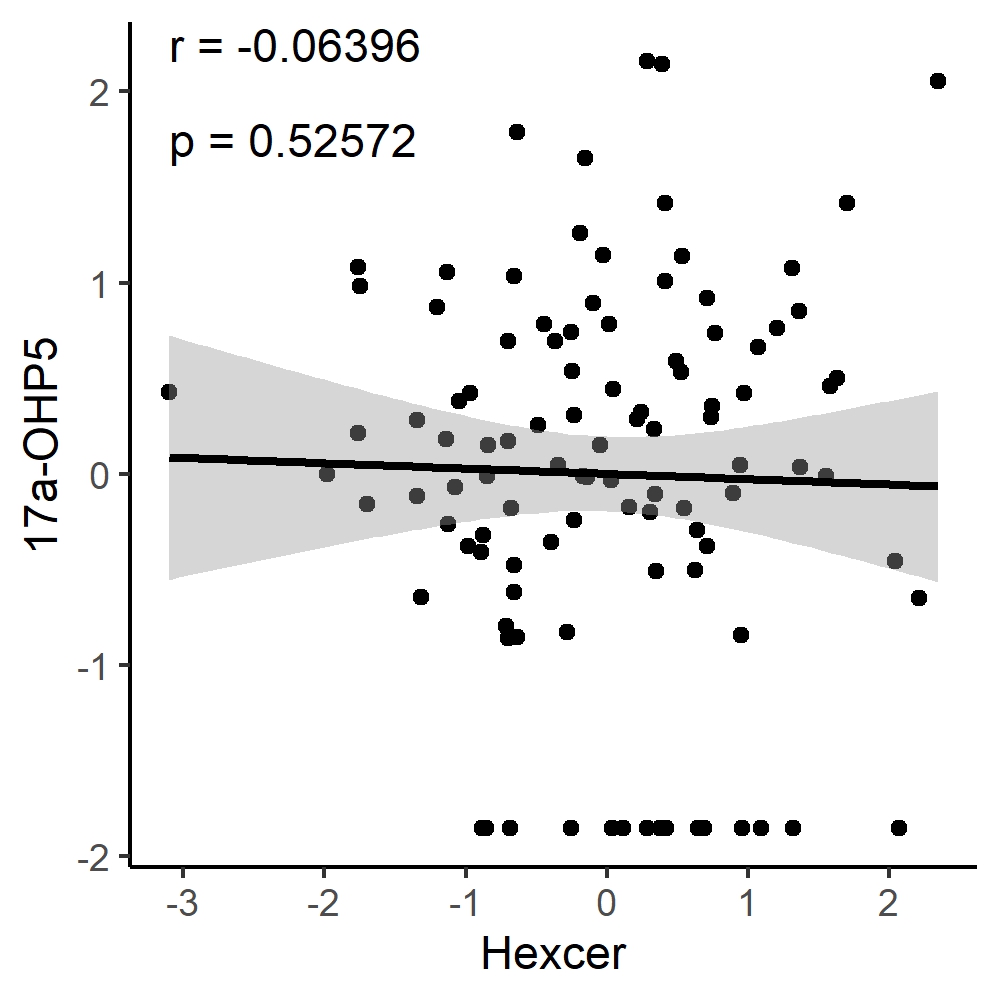 r = -0.06396
p = 0.52572
17a-OHP5
2
1
0
-1
-2
-3 -2 -1 0 1 2
Hexcer